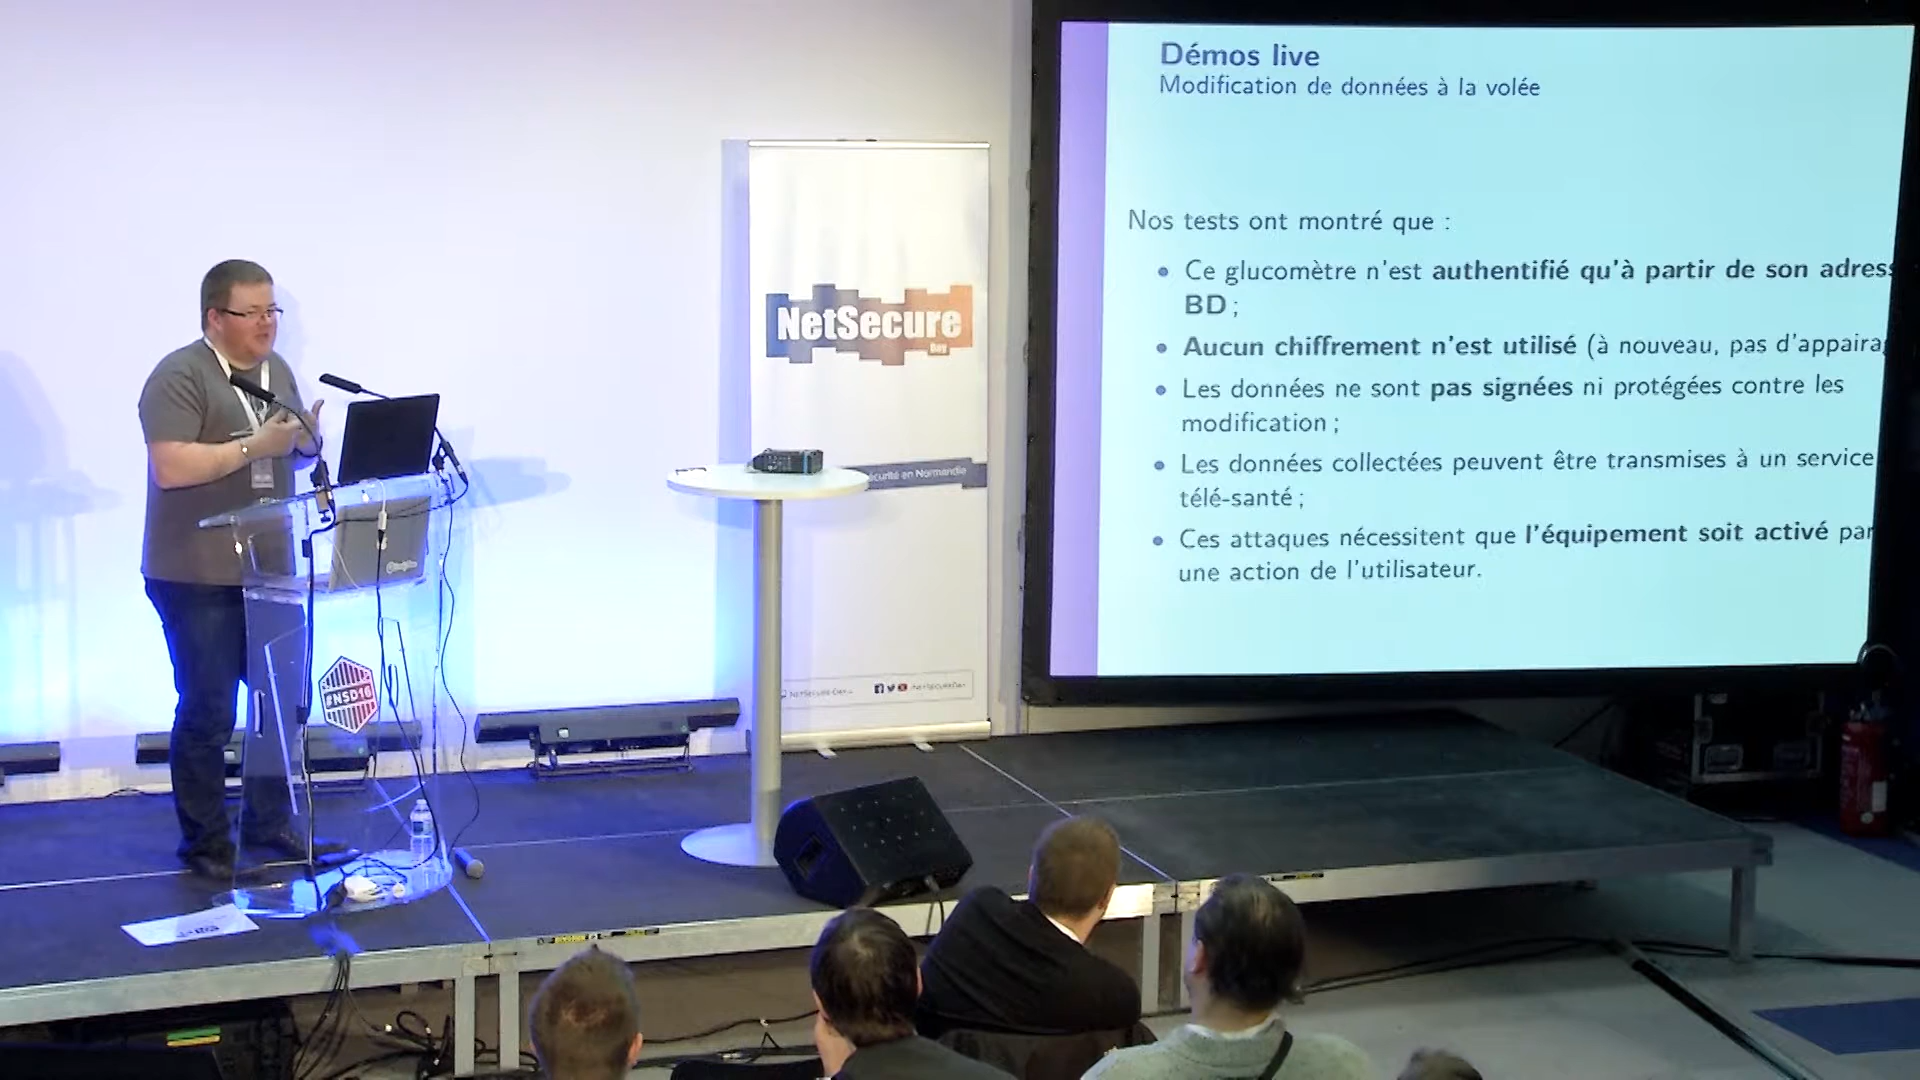 Démos live
Modification de données à la volée
Nos tests ont montré que :
Ce glucomètre n'est authentifié qu'à partir de son adress
BD ;
Aucun chiffrement n'est utilisé (à nouveau, pas d'appairag
Les données ne sont pas signées ni protégées contre les
modification ;
Les données collectées peuvent être transmises à un service
télé-santé ;
Ces attaques nécessitent que l'équipement soit activé par
une action de l'utilisateur.
NetSecure
Day
écurité en Normandie
#NSD16